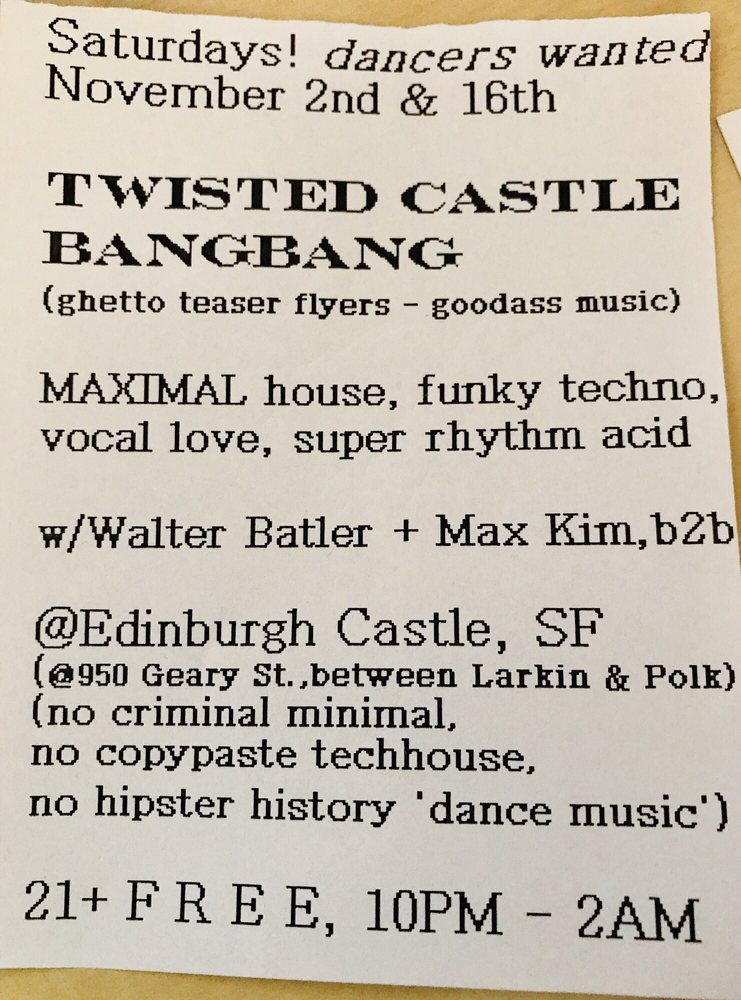 Saturdays! dancers wanted
November 2nd & 16th
TWISTED CASTLE
BANGBANG
(ghetto teaser flyers - goodass music)
MAXIMAL house, funky techno,
vocal love, super rhythm acid
w/Walter Batler + Max Kim,b2b
@Edinburgh Castle, SF
(@950 Geary St.,between Larkin & Polk)
(no criminal minimal,
no copypaste techhouse,
no hipster history 'dance music')
21+ F R E E, 10PM - 2AM